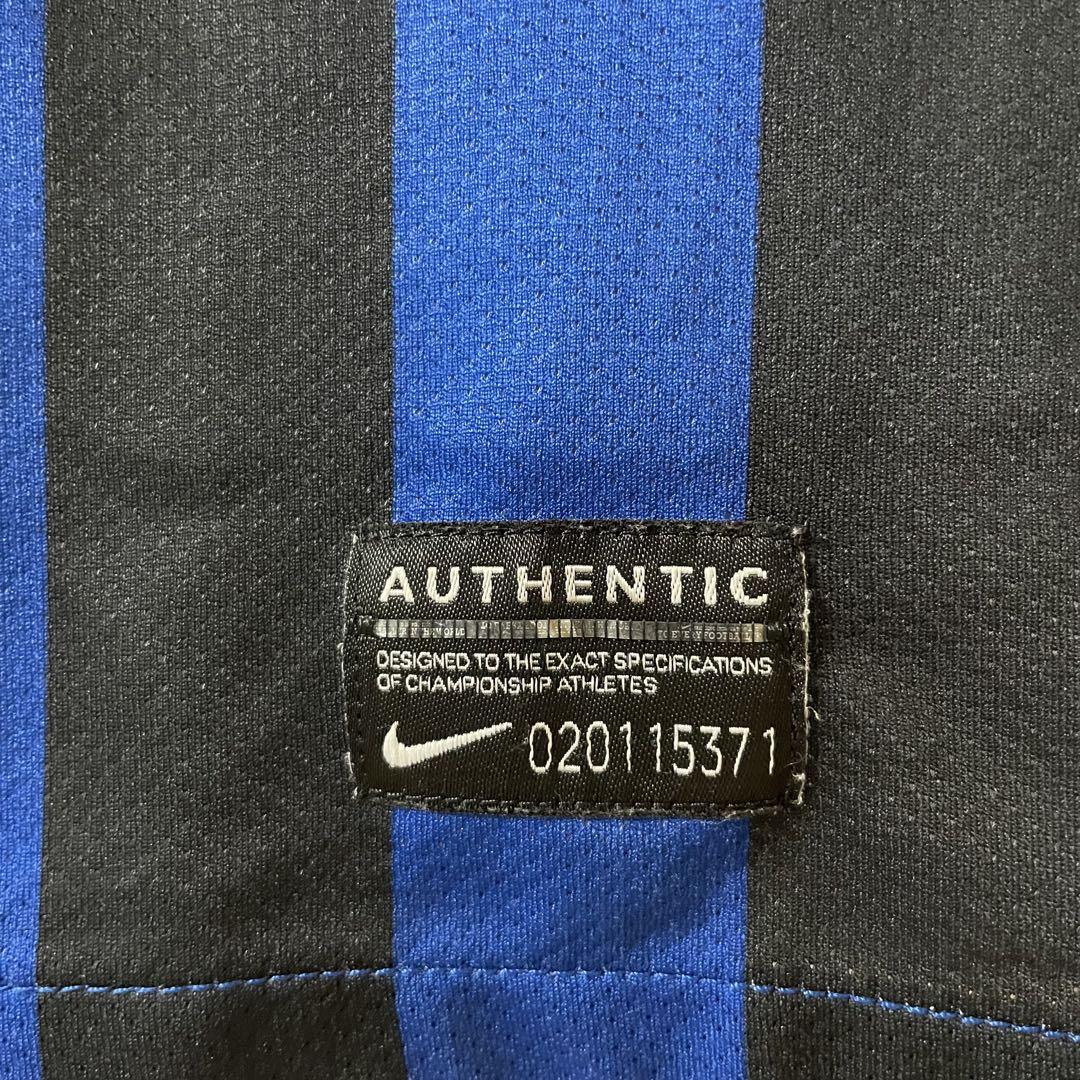 AUTHENTIC
DESIGNED TO THE EXACT SPECIFICATIONS
OF CHAMPIONSHIP ATHLETES
020115371